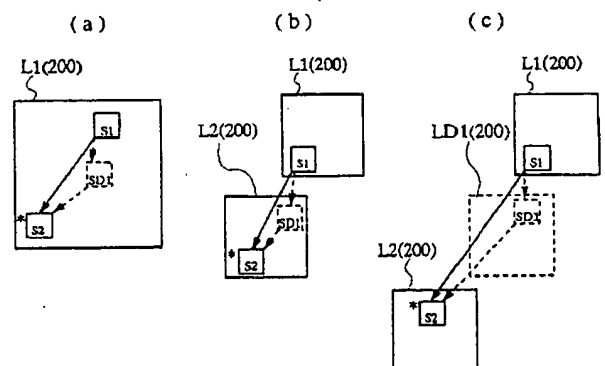 (a) (b) (c)
L1(200) L1(200) L1(200)
L2(200) LD1(200)
S1 S1 S1
SD1 SD1 SD1
L2(200)
* S2 * S2 * S2